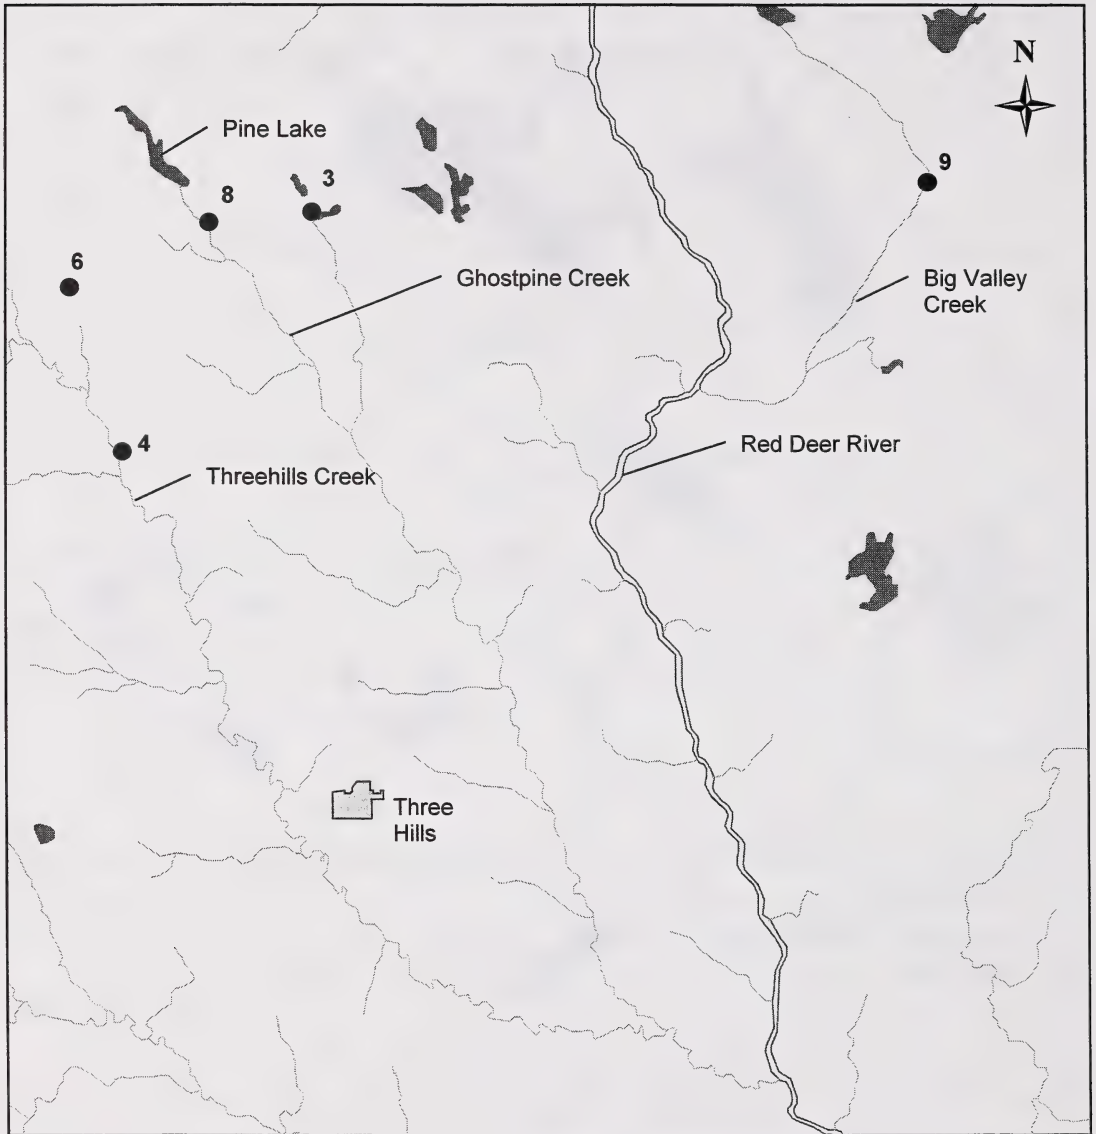 N
Pine Lake
9
3
8
6
Ghostpine Creek
Big Valley
Creek
4
Red Deer River
Threehills Creek
Three
Hills